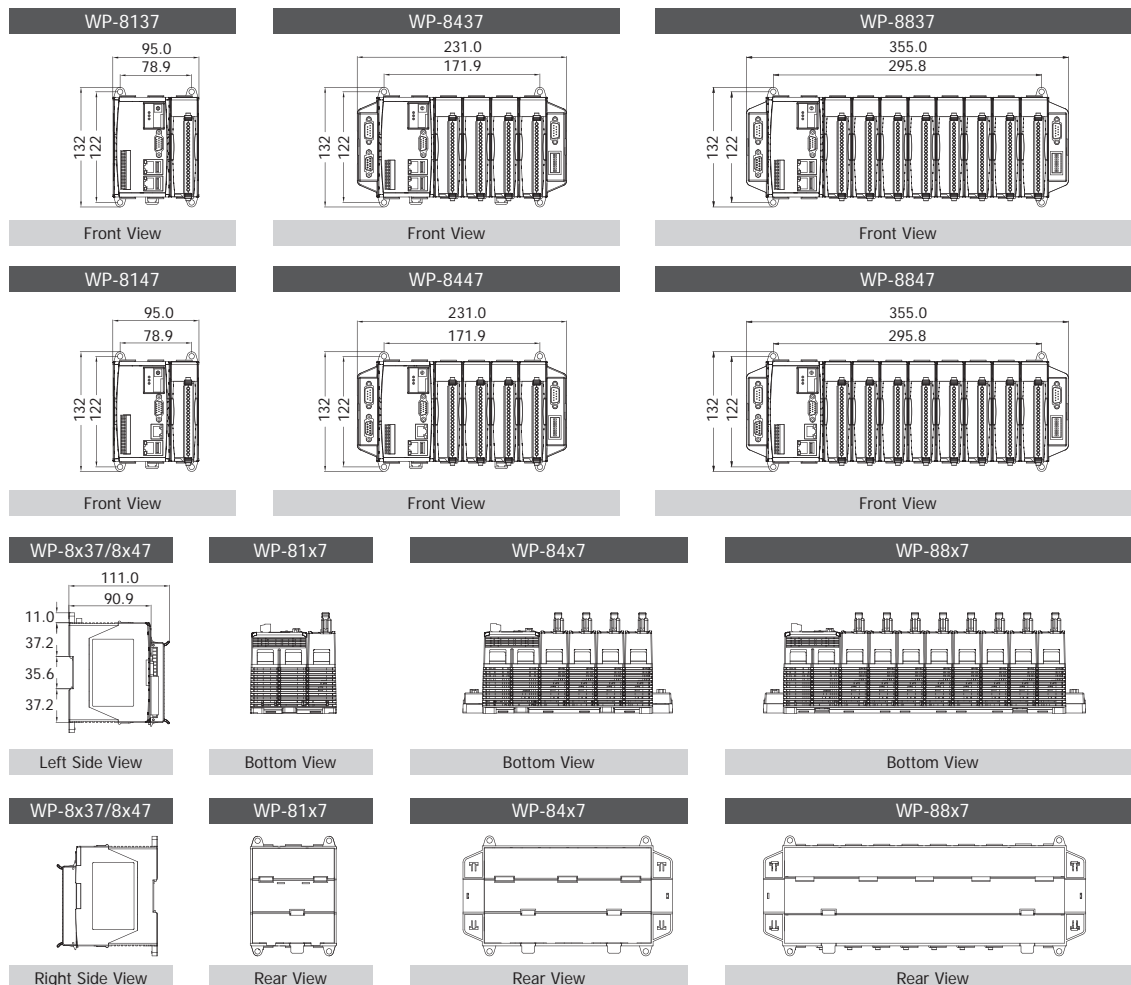 WP-8137
WP-8437
WP-8837
95.0
78.9
132
122
231.0
171.9
132
122
355.0
295.8
132
122
Front View
Front View
Front View
WP-8147
WP-8447
WP-8847
95.0
78.9
132
122
231.0
171.9
132
122
355.0
295.8
132
122
Front View
Front View
Front View
WP-8x37/8x47
WP-81x7
WP-84x7
WP-88x7
111.0
90.9
11.0
37.2
35.6
37.2
Left Side View
Bottom View
Bottom View
Bottom View
WP-8x37/8x47
WP-81x7
WP-84x7
WP-88x7
Right Side View
Rear View
Rear View
Rear View